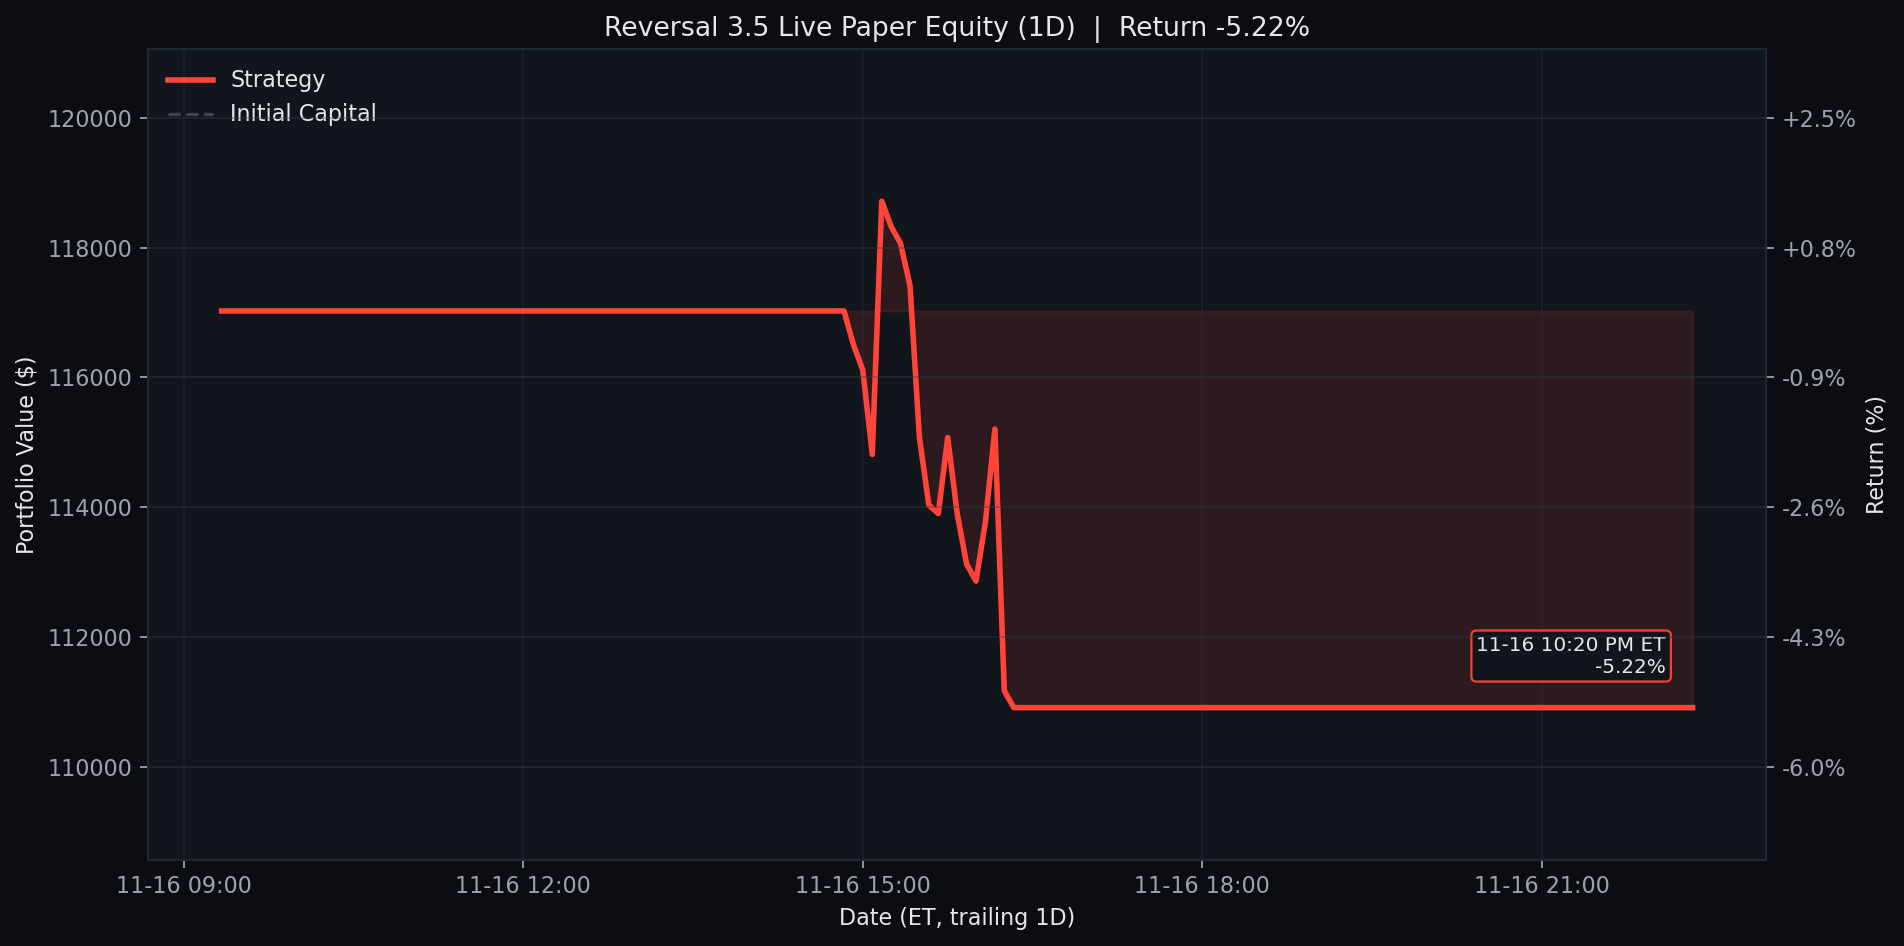 Reversal 3.5 Live Paper Equity (1D) | Return -5.22%
Strategy
Initial Capital
Portfolio Value ($)
120000
118000
116000
114000
112000
110000
+2.5%
+0.8%
-0.9%
-2.6%
-4.3%
-6.0%
Return (%)
11-16 10:20 PM ET
-5.22%
11-16 09:00
11-16 12:00
11-16 15:00
11-16 18:00
11-16 21:00
Date (ET, trailing 1D)